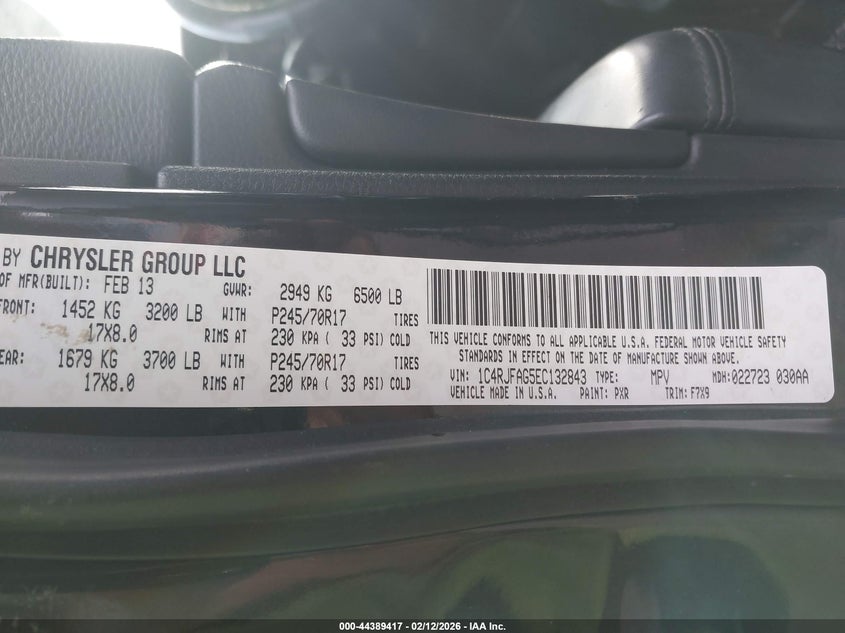 BY CHRYSLER GROUP LLC
OF MFR(BUILT): FEB 13 GVWR: 2949 KG 6500 LB
FRONT: 1452 KG 3200 LB WITH P245/70R17 TIRES
17X8.0 RIMS AT 230 KPA ( 33 PSI) COLD
EAR: 1679 KG 3700 LB WITH P245/70R17 TIRES
17X8.0 RIMS AT 230 KPA ( 33 PSI) COLD
THIS VEHICLE CONFORMS TO ALL APPLICABLE U.S.A. FEDERAL MOTOR VEHICLE SAFETY
STANDARDS IN EFFECT ON THE DATE OF MANUFACTURE SHOWN ABOVE.
VIN: 1C4RJFAG5EC132843 TYPE: MPV MDH: 022723 030AA
VEHICLE MADE IN U.S.A. PAINT: PXR TRIM: F7X9
000-44389417 - 02/12/2026 - IAA Inc.